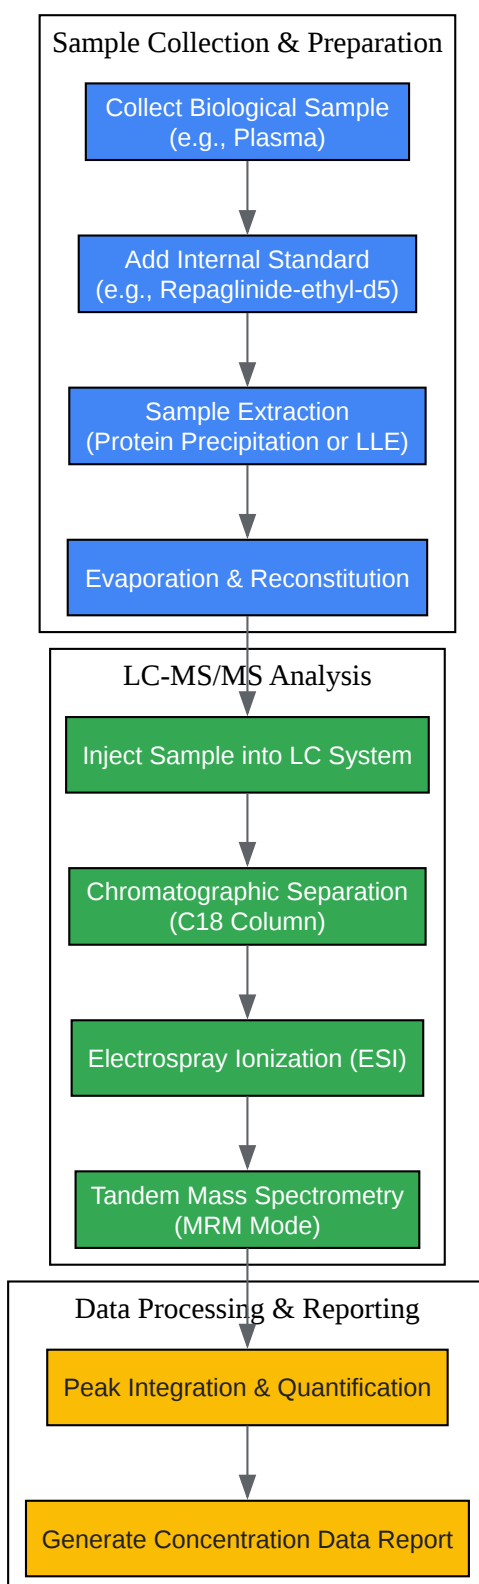 Sample Collection & Preparation
Collect Biological Sample
(e.g., Plasma)
Add Internal Standard
(e.g., Repaglinide-ethyl-d5)
Sample Extraction
(Protein Precipitation or LLE)
Evaporation & Reconstitution
LC-MS/MS Analysis
Inject Sample into LC System
Chromatographic Separation
(C18 Column)
Electrospray Ionization (ESI)
Tandem Mass Spectrometry
(MRM Mode)
Data Processing & Reporting
Peak Integration & Quantification
Generate Concentration Data Report